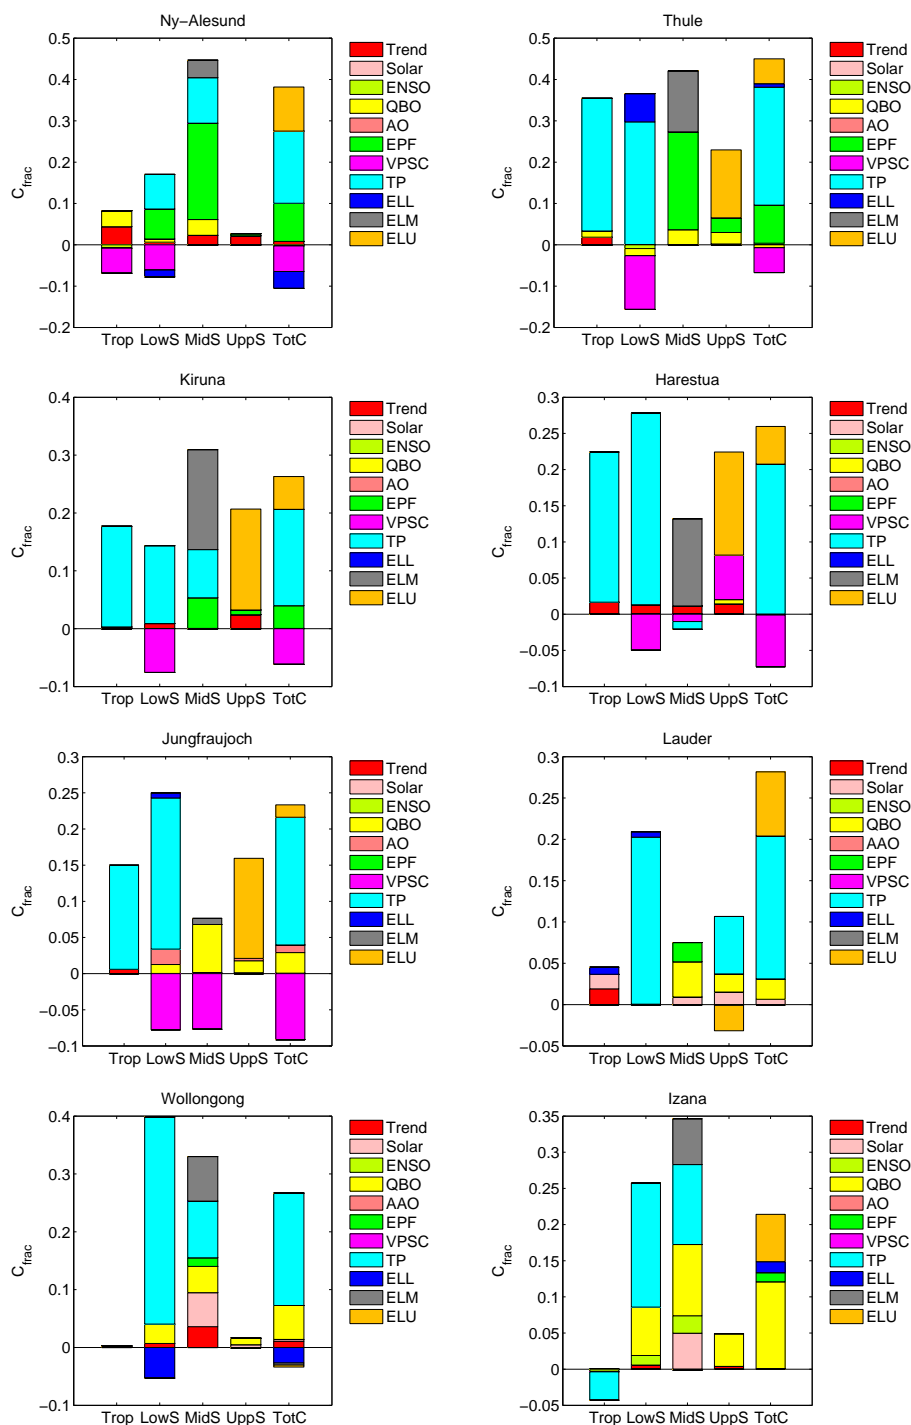 Ny−Alesund
0.5
0.4
0.3
0.2
0.1
0
−0.1
−0.2
C_frac
Trop LowS MidS UppS TotC
Trend
Solar
ENSO
QBO
AO
EPF
VPSC
TP
ELL
ELM
ELU
Thule
0.5
0.4
0.3
0.2
0.1
0
−0.1
−0.2
C_frac
Trop LowS MidS UppS TotC
Trend
Solar
ENSO
QBO
AO
EPF
VPSC
TP
ELL
ELM
ELU
Kiruna
0.4
0.3
0.2
0.1
0
−0.1
C_frac
Trop LowS MidS UppS TotC
Trend
Solar
ENSO
QBO
AO
EPF
VPSC
TP
ELL
ELM
ELU
Harestua
0.3
0.25
0.2
0.15
0.1
0.05
0
−0.05
−0.1
C_frac
Trop LowS MidS UppS TotC
Trend
Solar
ENSO
QBO
AO
EPF
VPSC
TP
ELL
ELM
ELU
Jungfraujoch
0.3
0.25
0.2
0.15
0.1
0.05
0
−0.05
−0.1
C_frac
Trop LowS MidS UppS TotC
Trend
Solar
ENSO
QBO
AO
EPF
VPSC
TP
ELL
ELM
ELU
Lauder
0.3
0.25
0.2
0.15
0.1
0.05
0
−0.05
C_frac
Trop LowS MidS UppS TotC
Trend
Solar
ENSO
QBO
AAO
EPF
VPSC
TP
ELL
ELM
ELU
Wollongong
0.4
0.3
0.2
0.1
0
−0.1
C_frac
Trop LowS MidS UppS TotC
Trend
Solar
ENSO
QBO
AAO
EPF
VPSC
TP
ELL
ELM
ELU
Izana
0.35
0.3
0.25
0.2
0.15
0.1
0.05
0
−0.05
C_frac
Trop LowS MidS UppS TotC
Trend
Solar
ENSO
QBO
AO
EPF
VPSC
TP
ELL
ELM
ELU